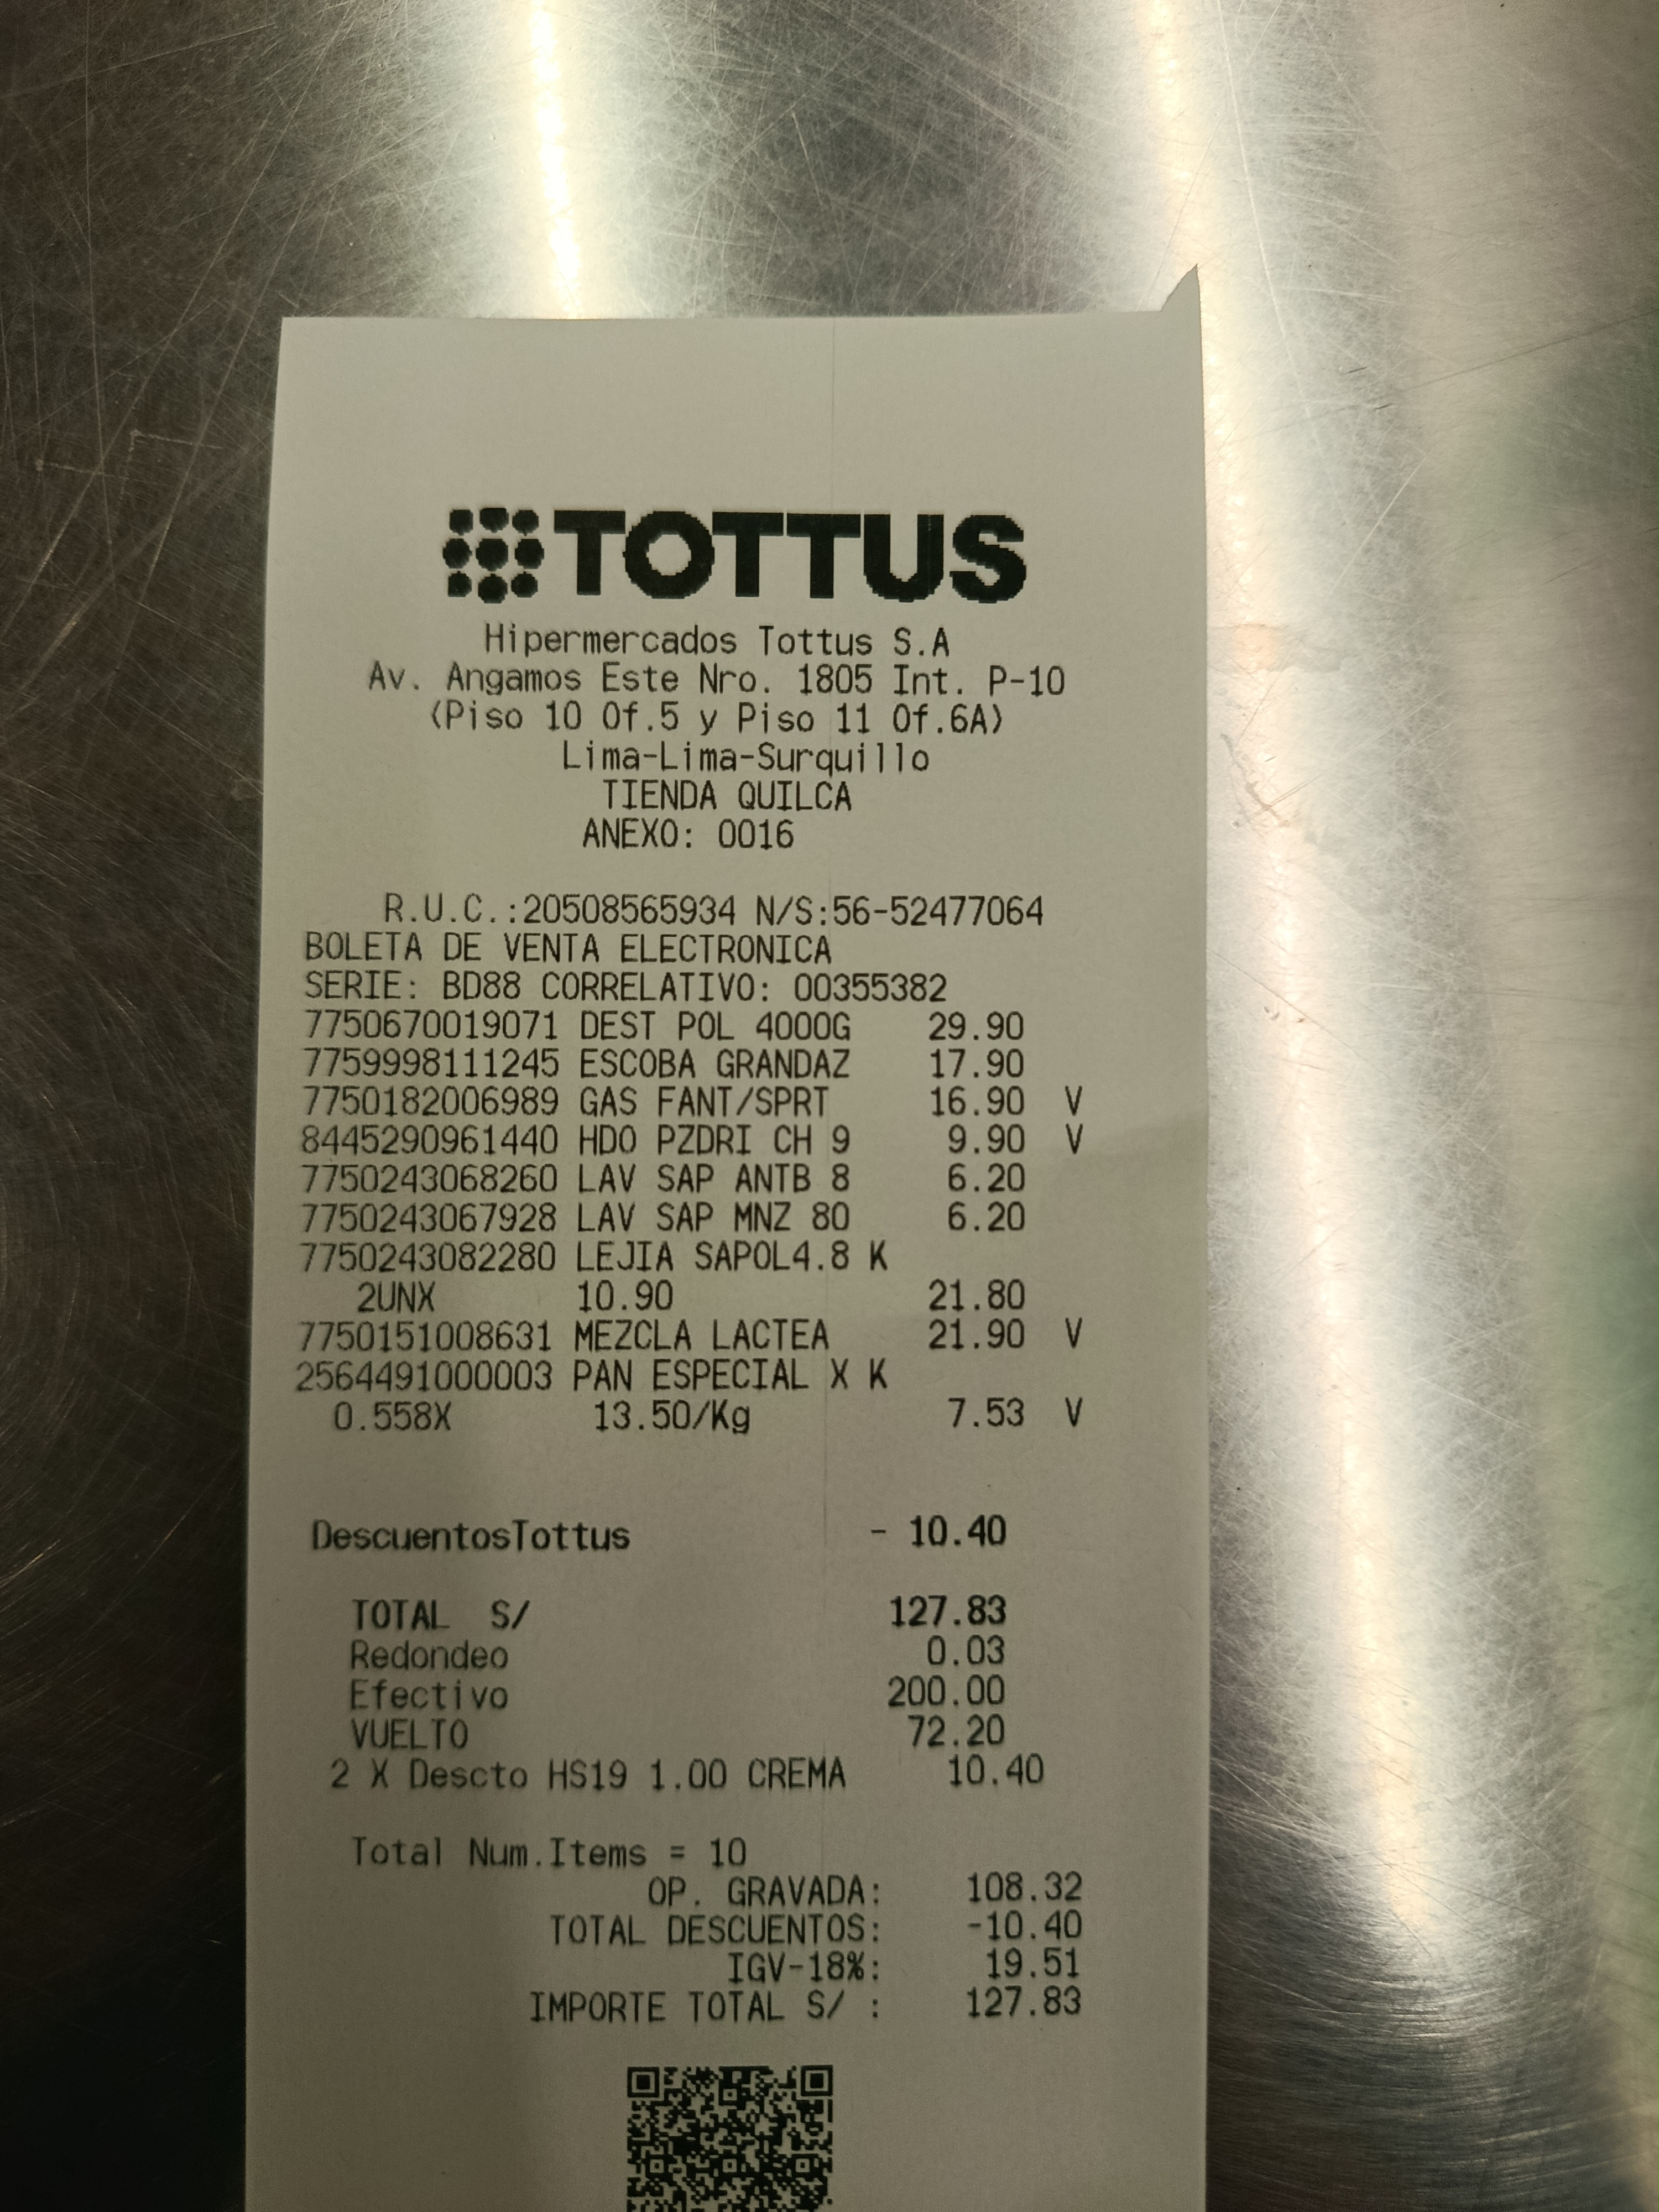 TOTTUS
Hipermercados Tottus S.A
Av. Angamos Este Nro. 1805 Int. P-10
(Piso 10 Of.5 y Piso 11 Of.6A)
Lima-Lima-Surquillo
TIENDA QUILCA
ANEXO: 0016
R.U.C.:20508565934 N/S:56-52477064
BOLETA DE VENTA ELECTRONICA
SERIE: BD88 CORRELATIVO: 00355382
7750670019071 DEST POL 4000G 29.90
7759998111245 ESCOBA GRANDAZ 17.90
7750182006989 GAS FANT/SPRT 16.90 V
8445290961440 HDO PZDRI CH 9 9.90 V
7750243068260 LAV SAP ANTB 8 6.20
7750243067928 LAV SAP MNZ 80 6.20
7750243082280 LEJIA SAPOL4.8 K
2UNX 10.90 21.80
7750151008631 MEZCLA LACTEA 21.90 V
2564491000003 PAN ESPECIAL X K
0.558X 13.50/Kg 7.53 V
DescuentosTottus - 10.40
TOTAL S/ 127.83
Redondeo 0.03
Efectivo 200.00
VUELTO 72.20
2 X Descto HS19 1.00 CREMA 10.40
Total Num.Items = 10
OP. GRAVADA: 108.32
TOTAL DESCUENTOS: -10.40
IGV-18%: 19.51
IMPORTE TOTAL S/ : 127.83